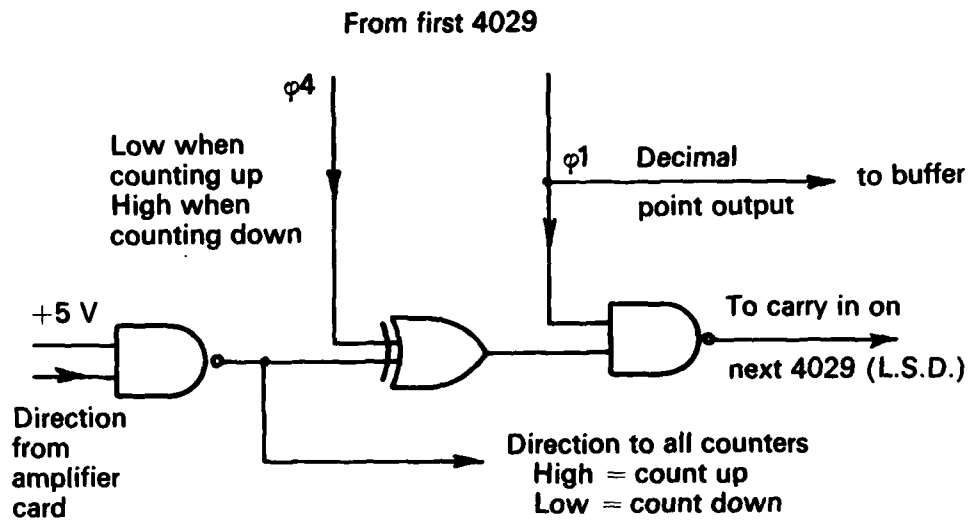 From first 4029
φ4
Low when
counting up
High when
counting down
φ1
Decimal
point output
to buffer
+5 V
Direction
from
amplifier
card
To carry in on
next 4029 (L.S.D.)
Direction to all counters
High = count up
Low = count down